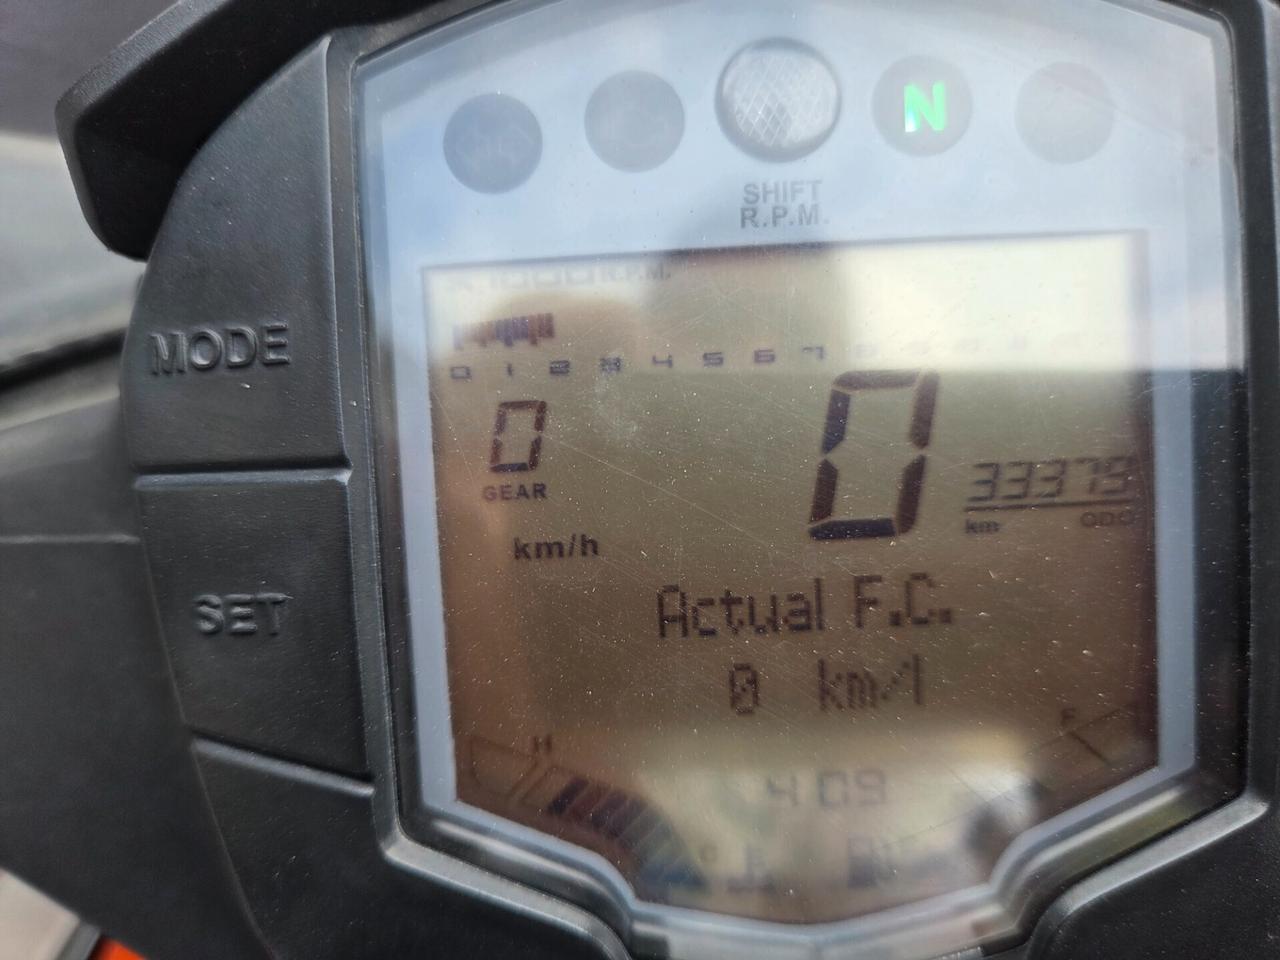 N
SHIFT
R.P.M.
1000 R.P.M.
0 1 2 3 4 5 6 7
MODE
0
GEAR
0
33379
km ODO
km/h
SET
Actual F.C.
0 km/l
H
F
4 09